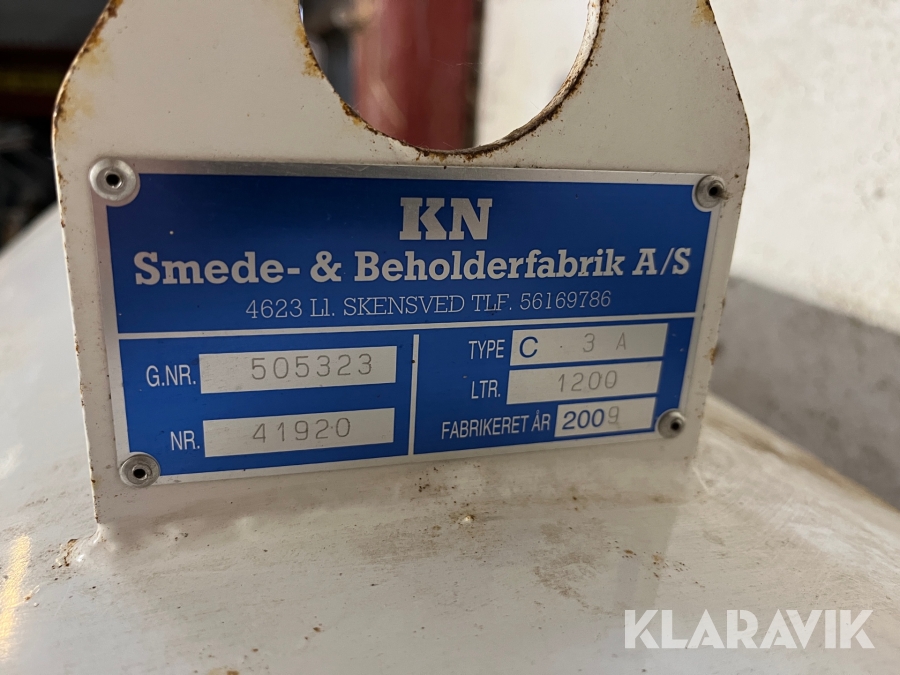 KN
Smede- & Beholderfabrik A/S
4623 Ll. SKENSVED TLF. 56169786
G.NR. 505323
NR. 41920
TYPE C 3 A
LTR. 1200
FABRIKERET ÅR 2009
KLARAVIK